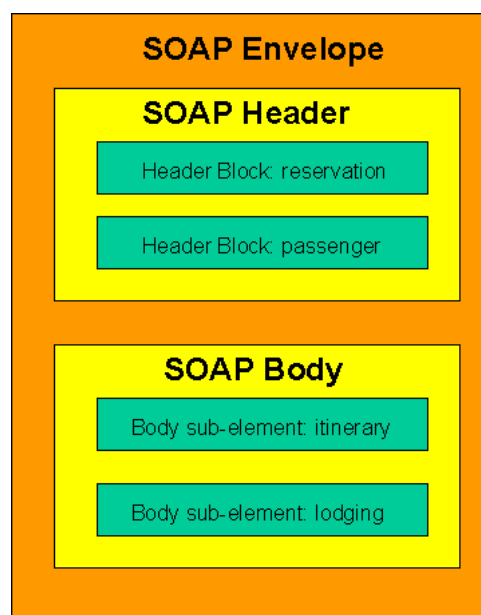 SOAP Envelope
SOAP Header
Header Block: reservation
Header Block: passenger
SOAP Body
Body sub-element: itinerary
Body sub-element: lodging